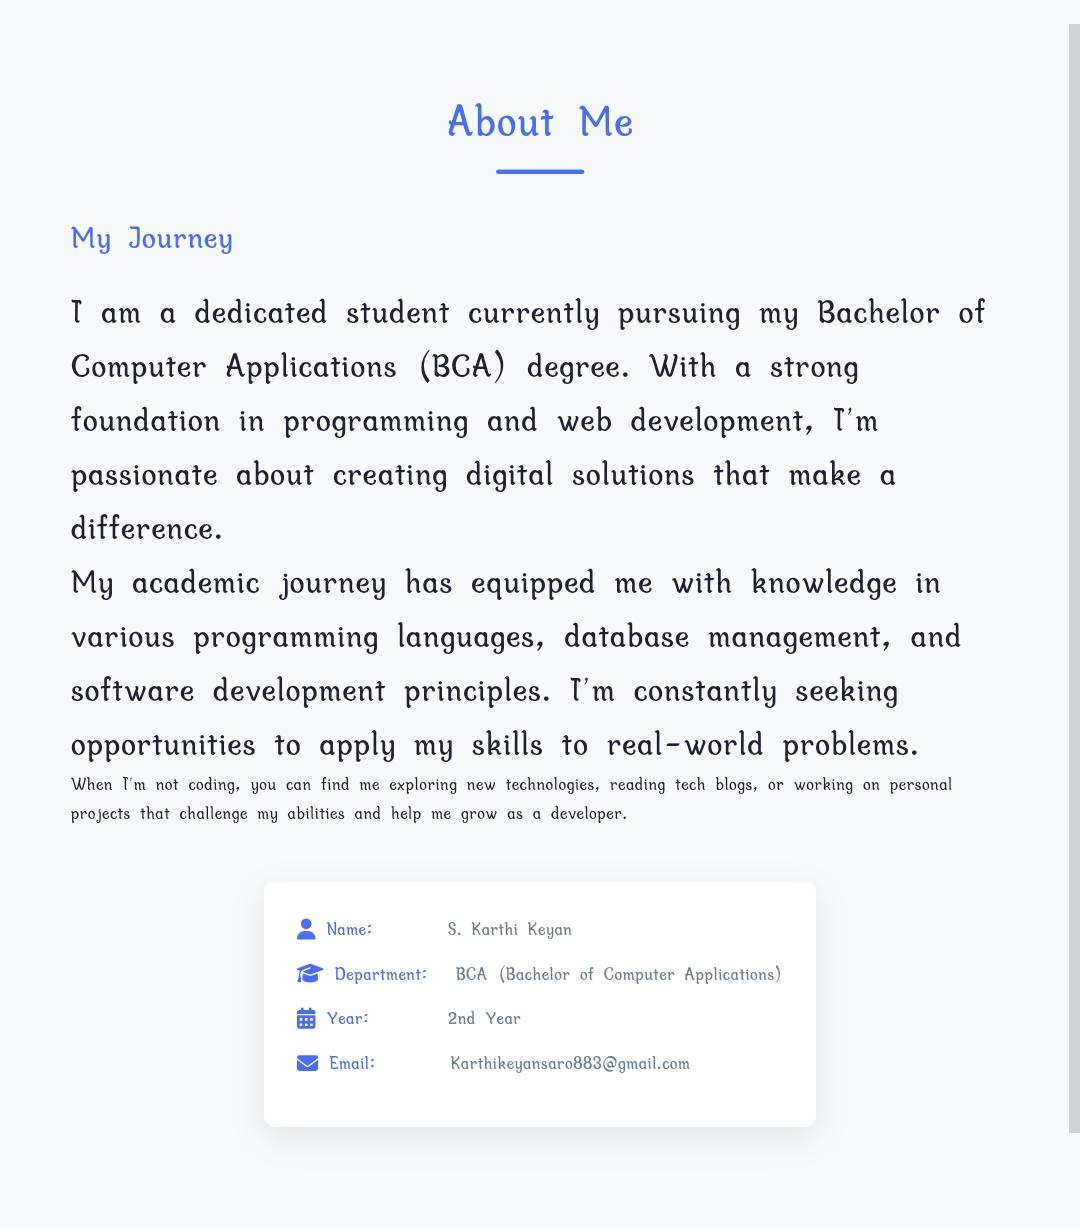 About Me
My Journey
I am a dedicated student currently pursuing my Bachelor of
Computer Applications (BCA) degree. With a strong
foundation in programming and web development, I'm
passionate about creating digital solutions that make a
difference.
My academic journey has equipped me with knowledge in
various programming languages, database management, and
software development principles. I'm constantly seeking
opportunities to apply my skills to real-world problems.
When I'm not coding, you can find me exploring new technologies, reading tech blogs, or working on personal
projects that challenge my abilities and help me grow as a developer.
Name: S. Karthi Keyan
Department: BCA (Bachelor of Computer Applications)
Year: 2nd Year
Email: Karthikeyansaro883@gmail.com